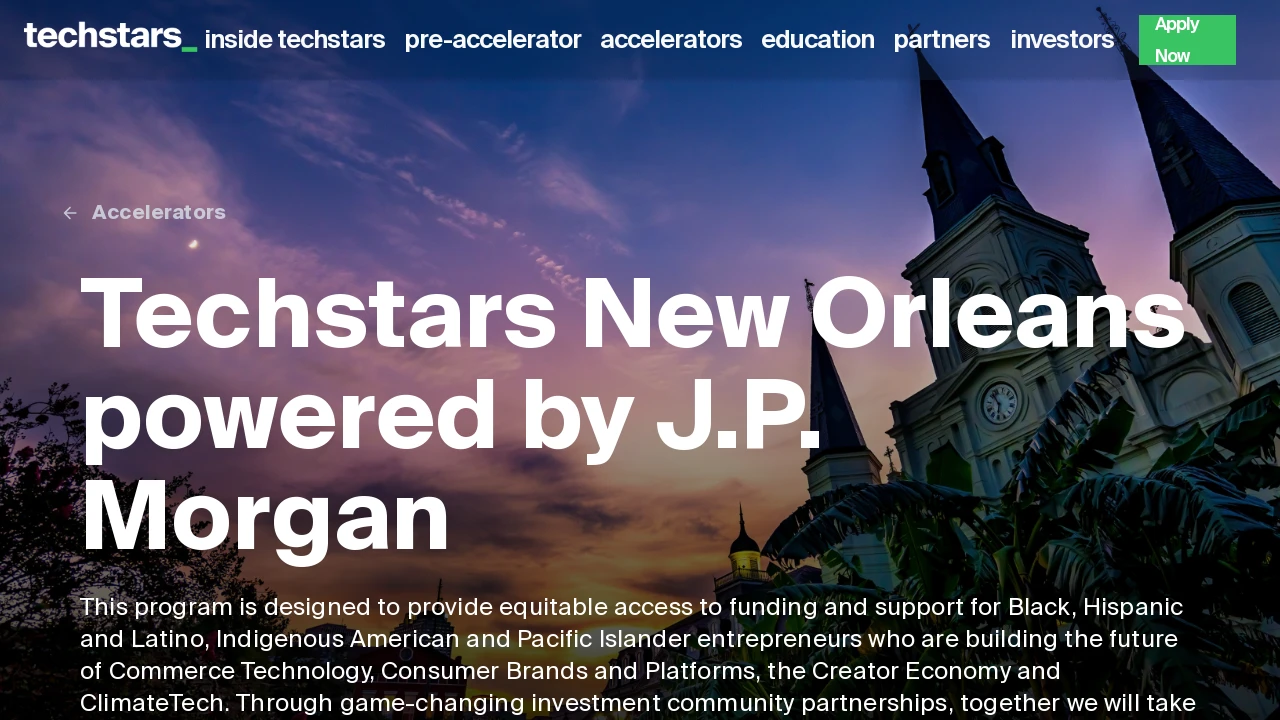 techstars_ inside techstars pre-accelerator accelerators education partners investors Apply
Now
← Accelerators
Techstars New Orleans
powered by J.P.
Morgan
This program is designed to provide equitable access to funding and support for Black, Hispanic
and Latino, Indigenous American and Pacific Islander entrepreneurs who are building the future
of Commerce Technology, Consumer Brands and Platforms, the Creator Economy and
ClimateTech. Through game-changing investment community partnerships, together we will take